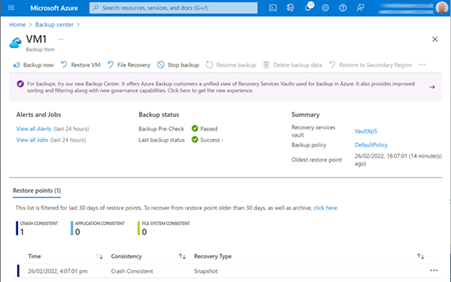 Microsoft Azure
Search resources, services, and docs (G+/)
Home > Backup center >
VM1 ...
Backup Item
Backup now
Restore VM
File Recovery
Stop backup
Resume backup
Delete backup data
Restore to Secondary Region
For backups, try our new Backup Center. It offers Azure Backup customers a unified view of Recovery Services Vaults used for backup in Azure. It also provides improved
sorting and filtering along with new governance capabilities. Click here to get the new experience.
Alerts and Jobs
View all Alerts (last 24 hours)
View all Jobs (last 24 hours)
Backup status
Backup Pre-Check Passed
Last backup status Success -
Summary
Recovery services
vault
VaultXp5
Backup policy DefaultPolicy
Oldest restore point 26/02/2022, 16:07:01 (14 minute(s)
ago)
Restore points (1)
This list is filtered for last 30 days of restore points. To recover from restore point older than 30 days, as well as archive, click here.
CRASH CONSISTENT
1
APPLICATION CONSISTENT
0
FILE SYSTEM CONSISTENT
0
Time Consistency Recovery Type
26/02/2022, 4:07:01 pm Crash Consistent Snapshot ...